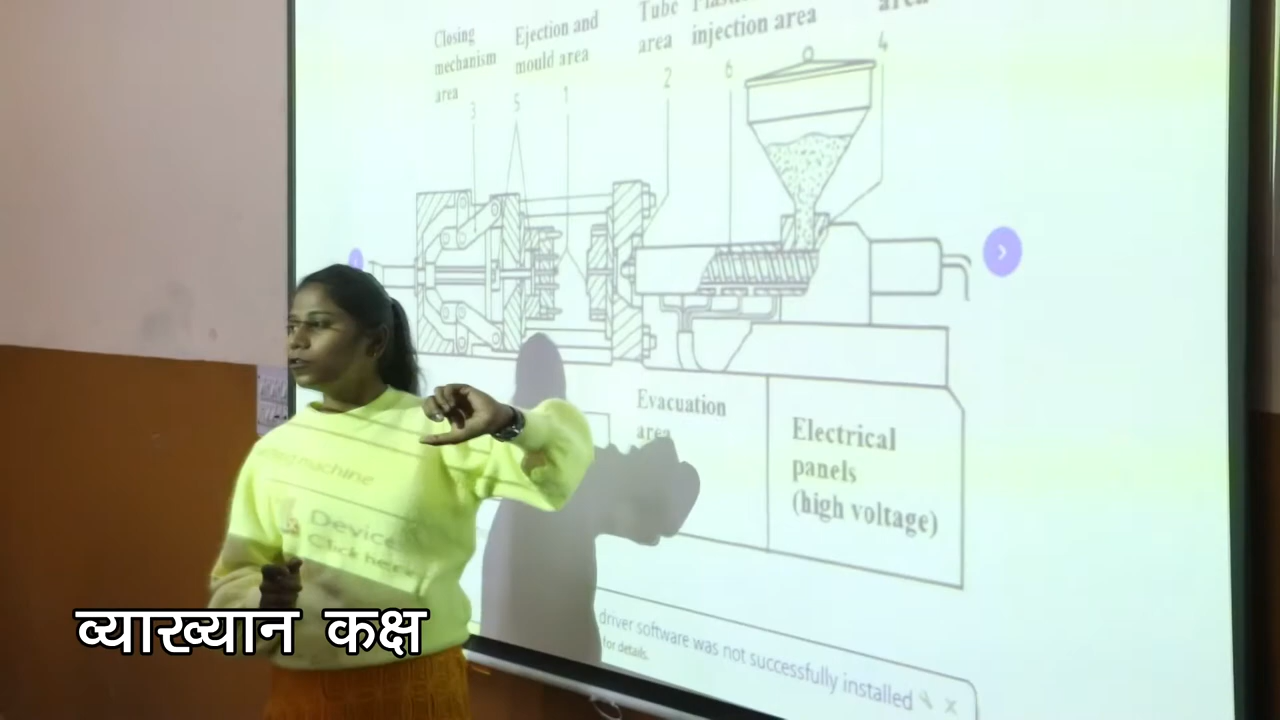 Closing
mechanism
area
Ejection and
mould area
Tube
area
injection area
3
5
1
2
6
4
Evacuation
area
Electrical
panels
(high voltage)
machine
Device
Click here
driver software was not successfully installed
for details.
व्याख्यान कक्ष